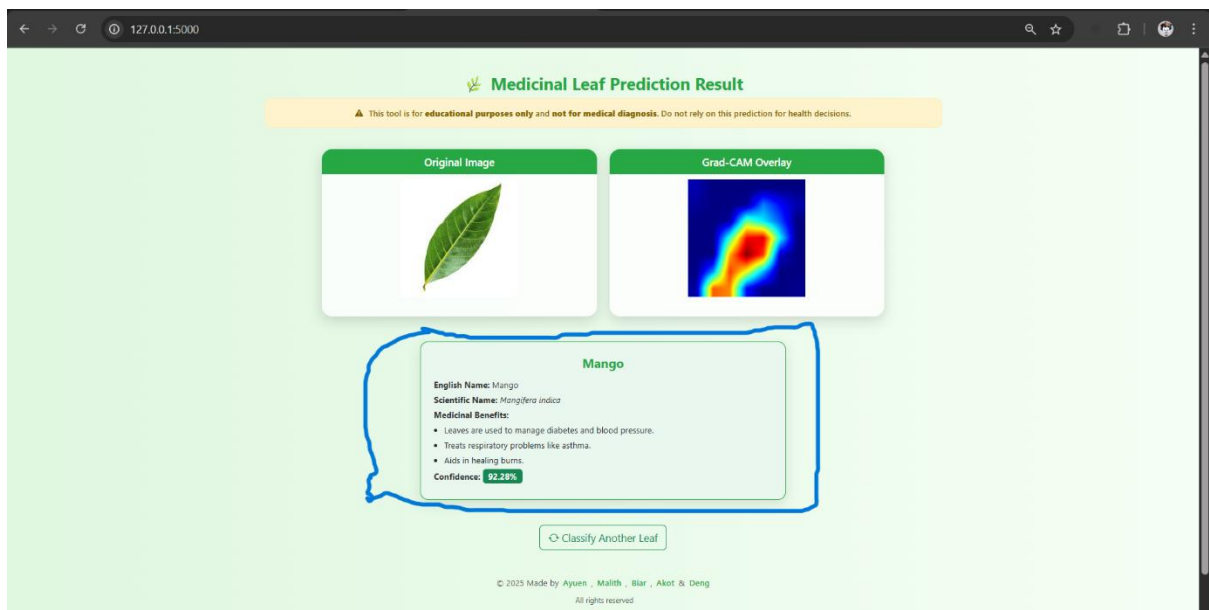 127.0.0.1:5000
Medicinal Leaf Prediction Result
This tool is for educational purposes only and not for medical diagnosis. Do not rely on this prediction for health decisions.
Original Image
Grad-CAM Overlay
Mango
English Name: Mango
Scientific Name: Mangifera indica
Medicinal Benefits:
• Leaves are used to manage diabetes and blood pressure.
• Treats respiratory problems like asthma.
• Aids in healing burns.
Confidence: 92.28%
Classify Another Leaf
© 2025 Made by Ayuen , Malith , Biar , Akot & Deng
All rights reserved